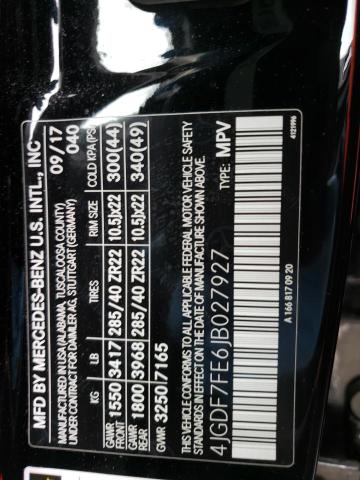 MFD BY MERCEDES-BENZ U.S. INTL., INC
MANUFACTURED IN USA (ALABAMA, TUSCALOOSA COUNTY)
FOR DAIMLER AG, STUTTGART (GERMANY)
09/17
040
KG LB TIRES RIM SIZE COLD KPA(PSI
GAWR FRONT 1550 3417 285/40 ZR22 10.5Jx22 300(44)
GAWR REAR 1800 3968 285/40 ZR22 10.5Jx22 340(49)
GVWR 3250 7165
THIS VEHICLE CONFORMS TO ALL APPLICABLE FEDERAL MOTOR VEHICLE SAFETY
STANDARDS IN EFFECT ON THE DATE OF MANUFACTURE SHOWN ABOVE.
4JGDF7FE6JB027927 TYPE: MPV
A 166 817 09 20
4121996